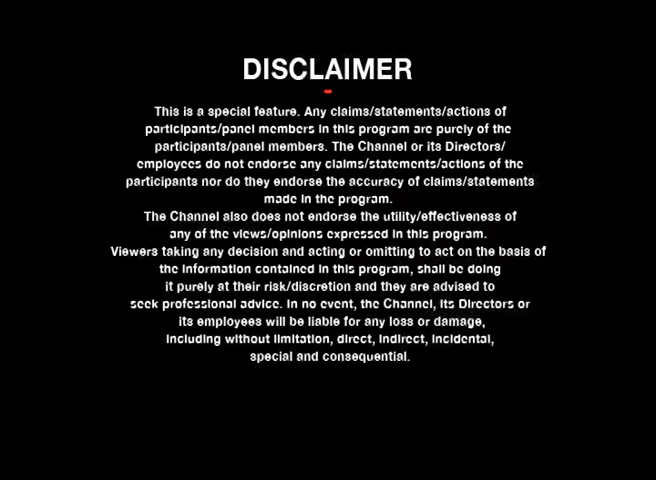 DISCLAIMER
This is a special feature. Any claims/statements/actions of
participants/panel members in this program are purely of the
participants/panel members. The Channel or its Directors/
employees do not endorse any claims/statements/actions of the
participants nor do they endorse the accuracy of claims/statements
made in the program.
The Channel also does not endorse the utility/effectiveness of
any of the views/opinions expressed in this program.
Viewers taking any decision and acting or omitting to act on the basis of
the information contained in this program, shall be doing
it purely at their risk/discretion and they are advised to
seek professional advice. In no event, the Channel, its Directors or
its employees will be liable for any loss or damage,
including without limitation, direct, indirect, incidental,
special and consequential.